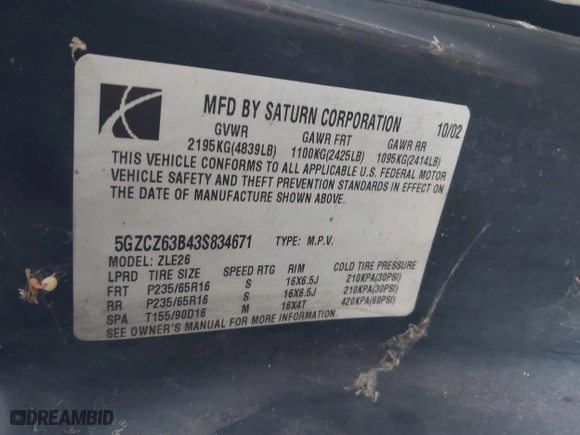 MFD BY SATURN CORPORATION 10/02
GVWR GAWR FRT GAWR RR
2195KG(4839LB) 1100KG(2425LB) 1095KG(2414LB)
THIS VEHICLE CONFORMS TO ALL APPLICABLE U.S. FEDERAL MOTOR
VEHICLE SAFETY AND THEFT PREVENTION STANDARDS IN EFFECT ON
THE DATE OF MANUFACTURE SHOWN ABOVE.
5GZCZ63B43S834671 TYPE: M.P.V.
MODEL: ZLE26
LPRD TIRE SIZE SPEED RTG RIM COLD TIRE PRESSURE
FRT P235/65R16 S 16X6.5J 210KPA(30PSI)
RR P235/65R16 S 16X6.5J 210KPA(30PSI)
SPA T155/90D16 M 16X4T 420KPA(60PSI)
SEE OWNER'S MANUAL FOR MORE INFORMATION.
DREAMBID